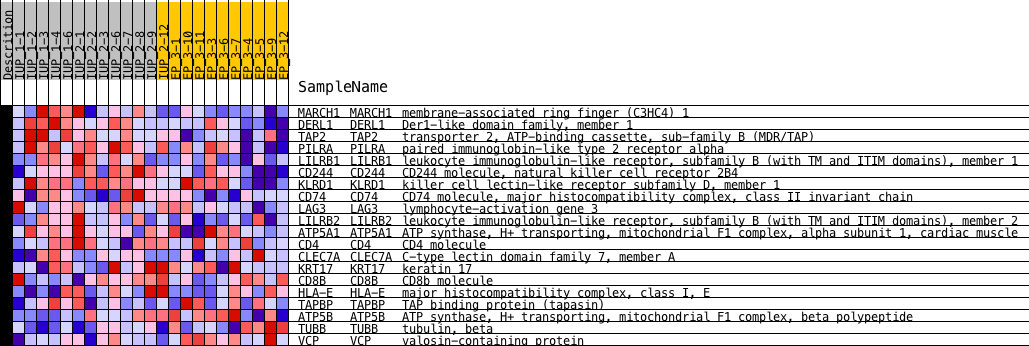 Descrition
IUP_1-1
IUP_1-2
IUP_1-3
IUP_1-4
IUP_1-6
IUP_2-1
IUP_2-2
IUP_2-3
IUP_2-6
IUP_2-7
IUP_2-8
IUP_2-9
IUP_2-12
EP_3-1
EP_3-10
EP_3-11
EP_3-3
EP_3-6
EP_3-7
EP_3-4
EP_3-5
EP_3-9
EP_3-12
SampleName
MARCH1 MARCH1 membrane-associated ring finger (C3HC4) 1
DERL1 DERL1 Der1-like domain family, member 1
TAP2 TAP2 transporter 2, ATP-binding cassette, sub-family B (MDR/TAP)
PILRA PILRA paired immunoglobin-like type 2 receptor alpha
LILRB1 LILRB1 leukocyte immunoglobulin-like receptor, subfamily B (with TM and ITIM domains), member 1
CD244 CD244 CD244 molecule, natural killer cell receptor 2B4
KLRD1 KLRD1 killer cell lectin-like receptor subfamily D, member 1
CD74 CD74 CD74 molecule, major histocompatibility complex, class II invariant chain
LAG3 LAG3 lymphocyte-activation gene 3
LILRB2 LILRB2 leukocyte immunoglobulin-like receptor, subfamily B (with TM and ITIM domains), member 2
ATP5A1 ATP5A1 ATP synthase, H+ transporting, mitochondrial F1 complex, alpha subunit 1, cardiac muscle
CD4 CD4 CD4 molecule
CLEC7A CLEC7A C-type lectin domain family 7, member A
KRT17 KRT17 keratin 17
CD8B CD8B CD8b molecule
HLA-E HLA-E major histocompatibility complex, class I, E
TAPBP TAPBP TAP binding protein (tapasin)
ATP5B ATP5B ATP synthase, H+ transporting, mitochondrial F1 complex, beta polypeptide
TUBB TUBB tubulin, beta
VCP VCP valosin-containing protein